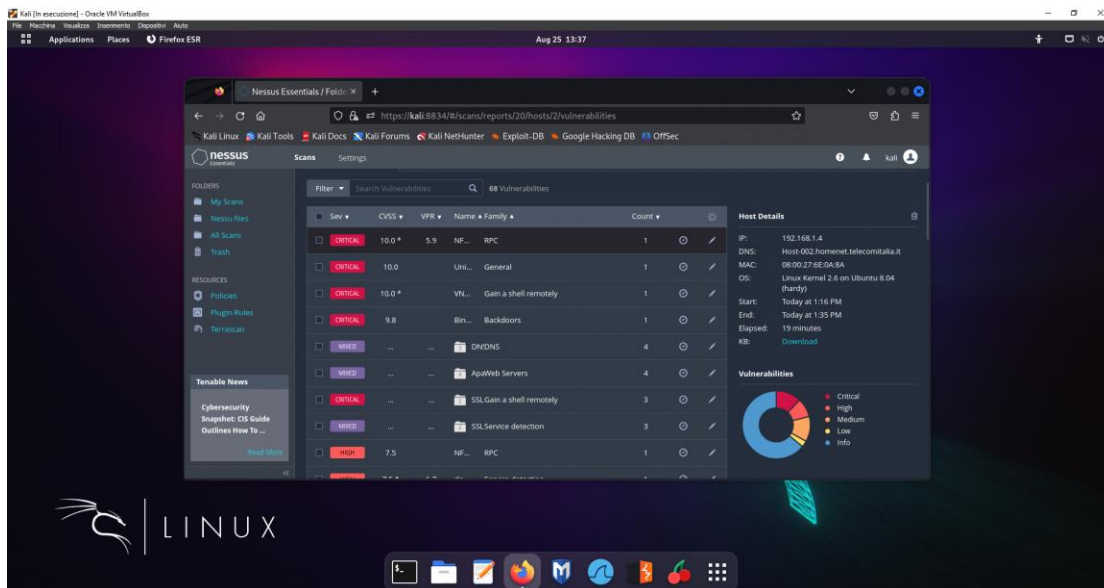 Kali [In esecuzione] - Oracle VM VirtualBox
File Macchina Visualizza Inserimento Dispositivi Aiuto
Applications Places Firefox ESR Aug 25 13:37
Nessus Essentials / Folde × +
https://kali:8834/#/scans/reports/20/hosts/2/vulnerabilities
Kali Linux Kali Tools Kali Docs Kali Forums Kali NetHunter Exploit-DB Google Hacking DB OffSec
nessus Scans Settings kali
Essentials
FOLDERS
My Scans
Nessu files
All Scans
Trash
RESOURCES
Policies
Plugin Rules
Terrascan
Tenable News
Cybersecurity
Snapshot: CIS Guide
Outlines How To ...
Read More
Filter Search Vulnerabilities 68 Vulnerabilities
Sev CVSS VPR Name Family Count
CRITICAL 10.0 * 5.9 NF... RPC 1
CRITICAL 10.0 Uni... General 1
CRITICAL 10.0 * VN... Gain a shell remotely 1
CRITICAL 9.8 Bin... Backdoors 1
MIXED ... ... DNS 4
MIXED ... ... Web Servers 4
CRITICAL ... ... SSL Gain a shell remotely 3
MIXED ... ... SSL Service detection 3
HIGH 7.5 NF... RPC 1
Host Details
IP: 192.168.1.4
DNS: Host-002.homenet.telecomitalia.it
MAC: 08:00:27:6E:0A:8A
OS: Linux Kernel 2.6 on Ubuntu 8.04
(hardy)
Start: Today at 1:16 PM
End: Today at 1:35 PM
Elapsed: 19 minutes
KB: Download
Vulnerabilities
Critical
High
Medium
Low
Info
LINUX